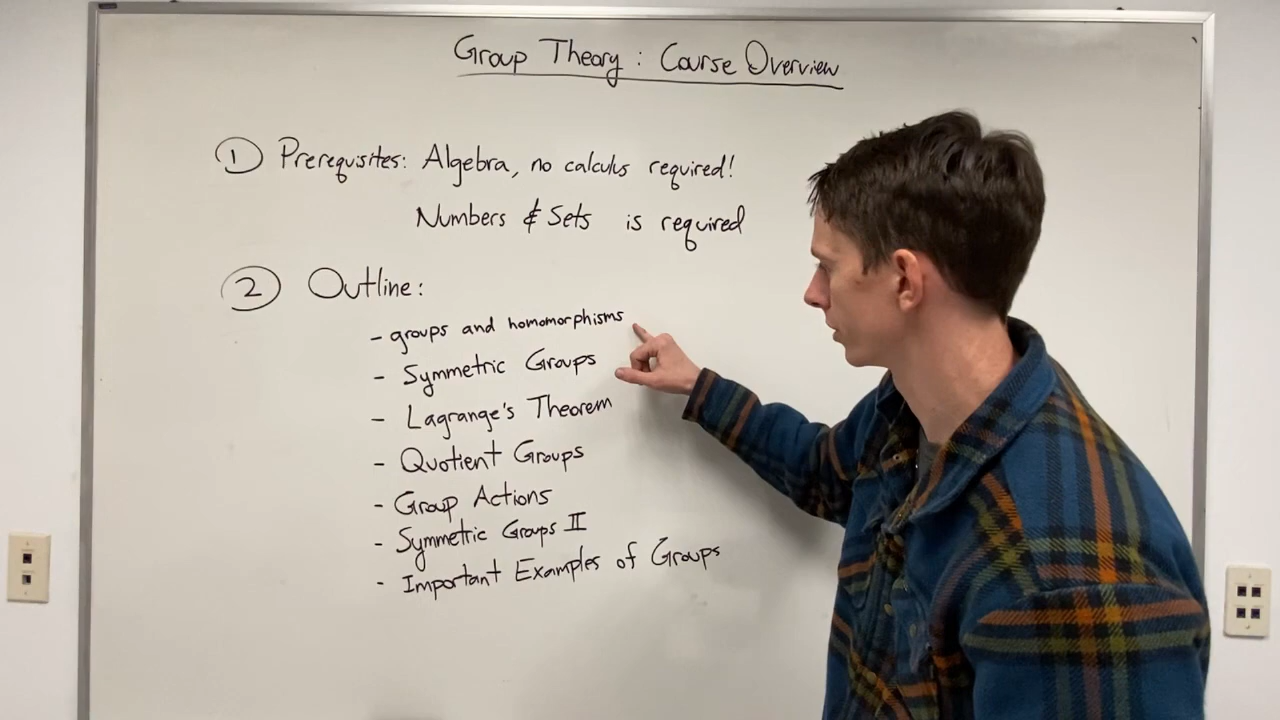 Group Theory : Course Overview
① Prerequisites: Algebra, no calculus required!
Numbers & Sets is required
② Outline:
- groups and homomorphisms
- Symmetric Groups
- Lagrange's Theorem
- Quotient Groups
- Group Actions
- Symmetric Groups II
- Important Examples of Groups